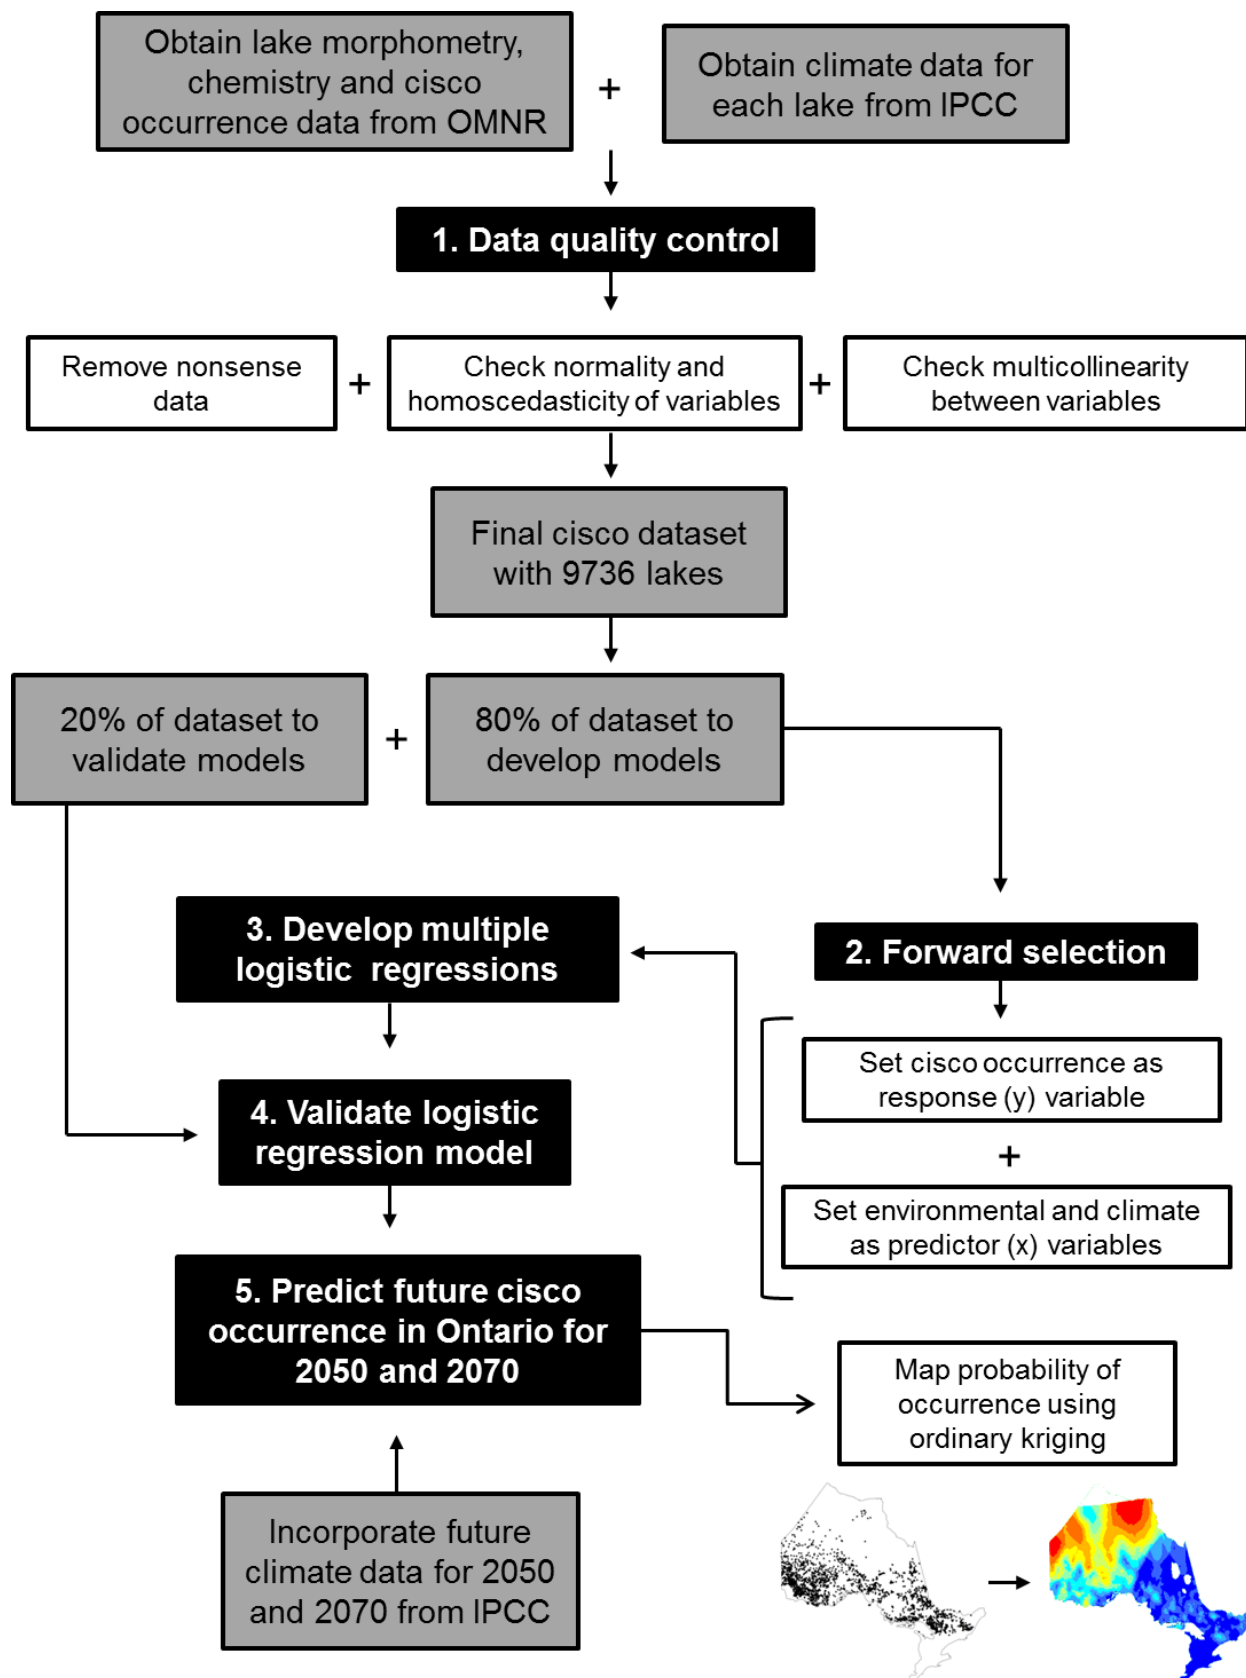 Obtain lake morphometry,
chemistry and cisco
occurrence data from OMNR
+
Obtain climate data for
each lake from IPCC
1. Data quality control
Remove nonsense
data
+
Check normality and
homoscedasticity of variables
+
Check multicollinearity
between variables
Final cisco dataset
with 9736 lakes
20% of dataset to
validate models
+
80% of dataset to
develop models
2. Forward selection
Set cisco occurrence as
response (y) variable
+
Set environmental and climate
as predictor (x) variables
3. Develop multiple
logistic regressions
4. Validate logistic
regression model
5. Predict future cisco
occurrence in Ontario for
2050 and 2070
Incorporate future
climate data for 2050
and 2070 from IPCC
Map probability of
occurrence using
ordinary kriging